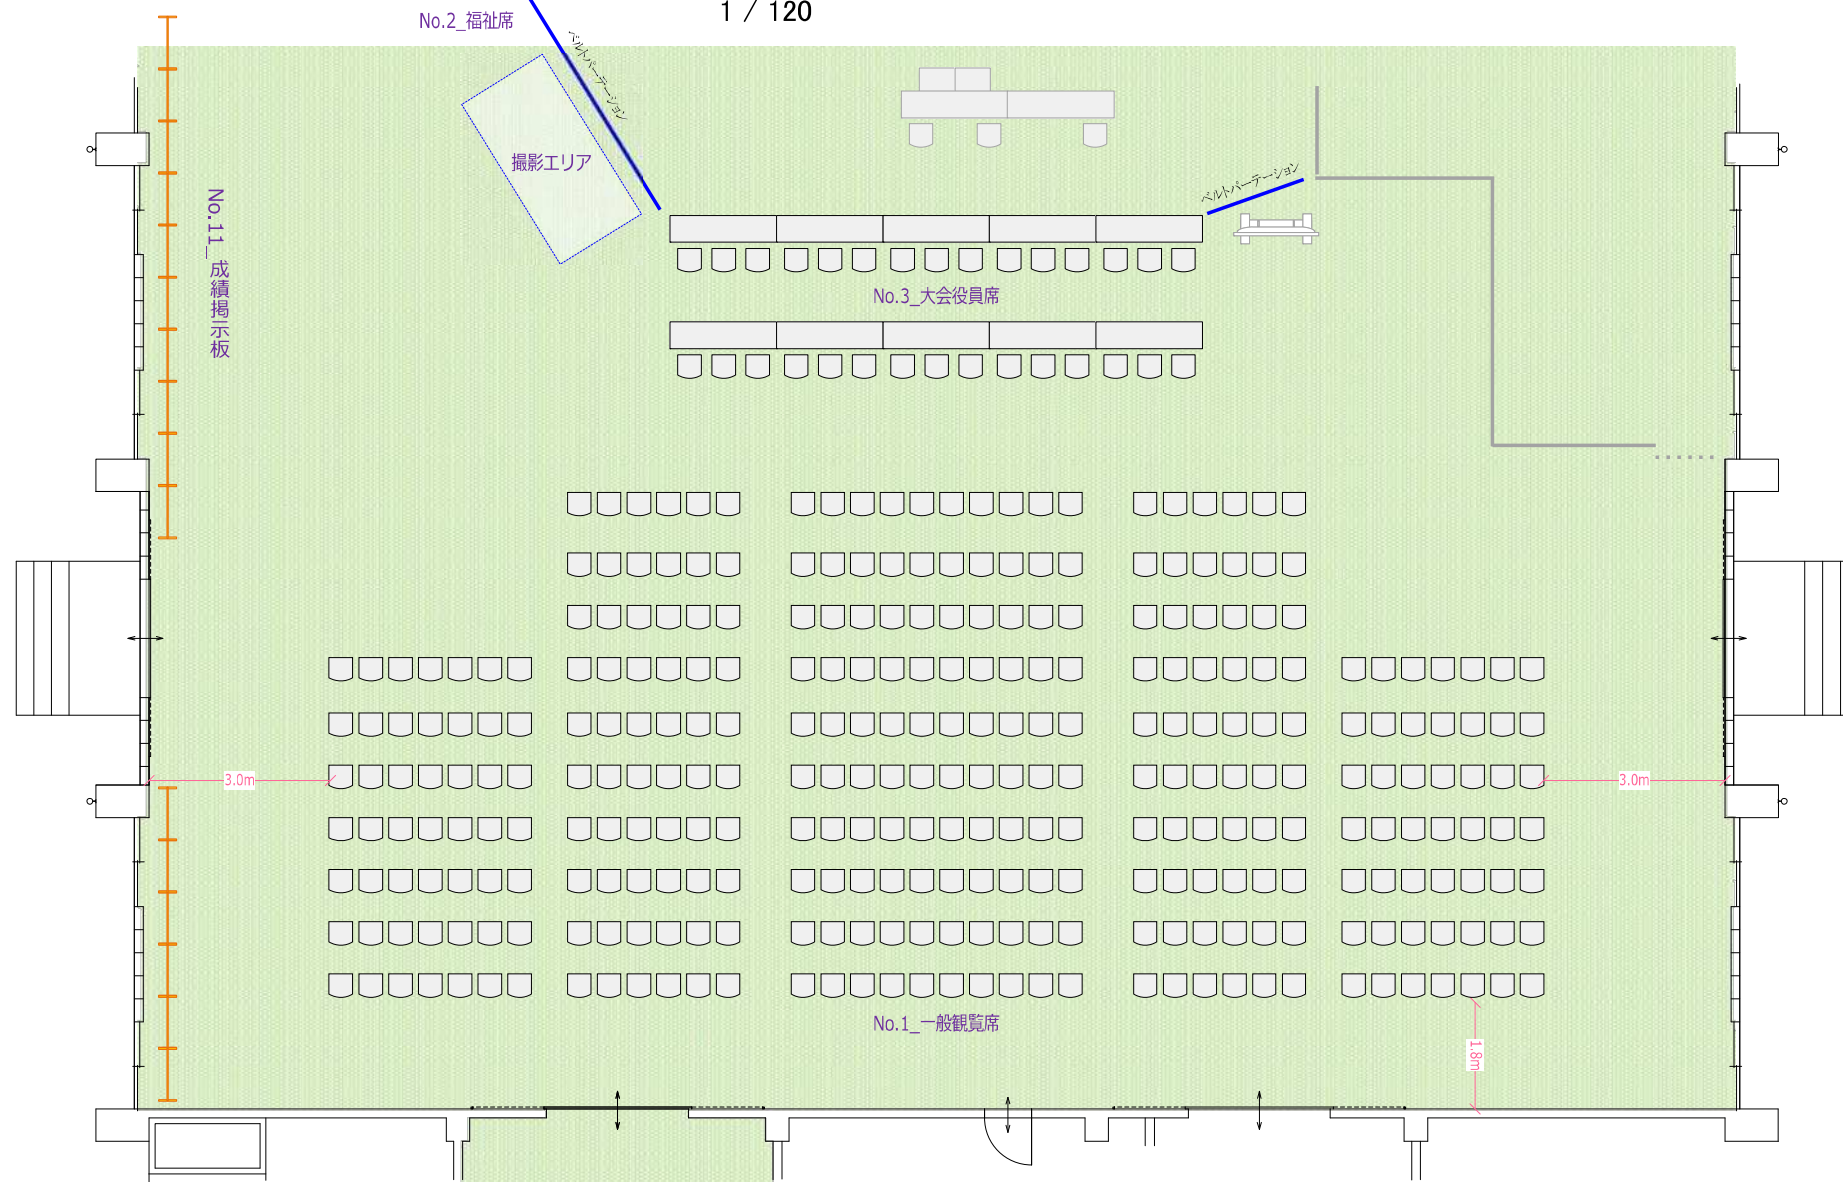 1 / 120
No.2_福祉席
ベルトパーテーション
撮影エリア
ベルトパーテーション
No.11_成績掲示板
No.3_大会役員席
3.0m
3.0m
No.1_一般観覧席
1.8m